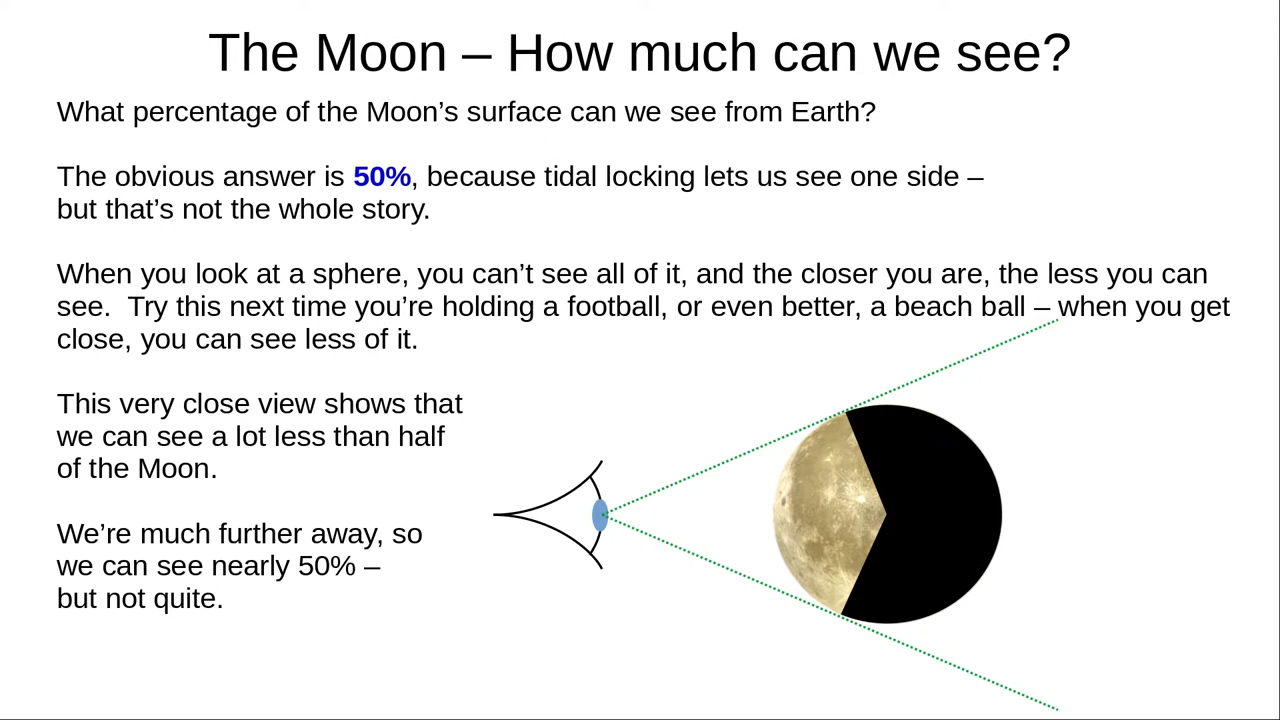 The Moon – How much can we see?
What percentage of the Moon’s surface can we see from Earth?
The obvious answer is 50%, because tidal locking lets us see one side –
but that’s not the whole story.
When you look at a sphere, you can’t see all of it, and the closer you are, the less you can
see.  Try this next time you’re holding a football, or even better, a beach ball – when you get
close, you can see less of it.
This very close view shows that
we can see a lot less than half
of the Moon.
We’re much further away, so
we can see nearly 50% –
but not quite.